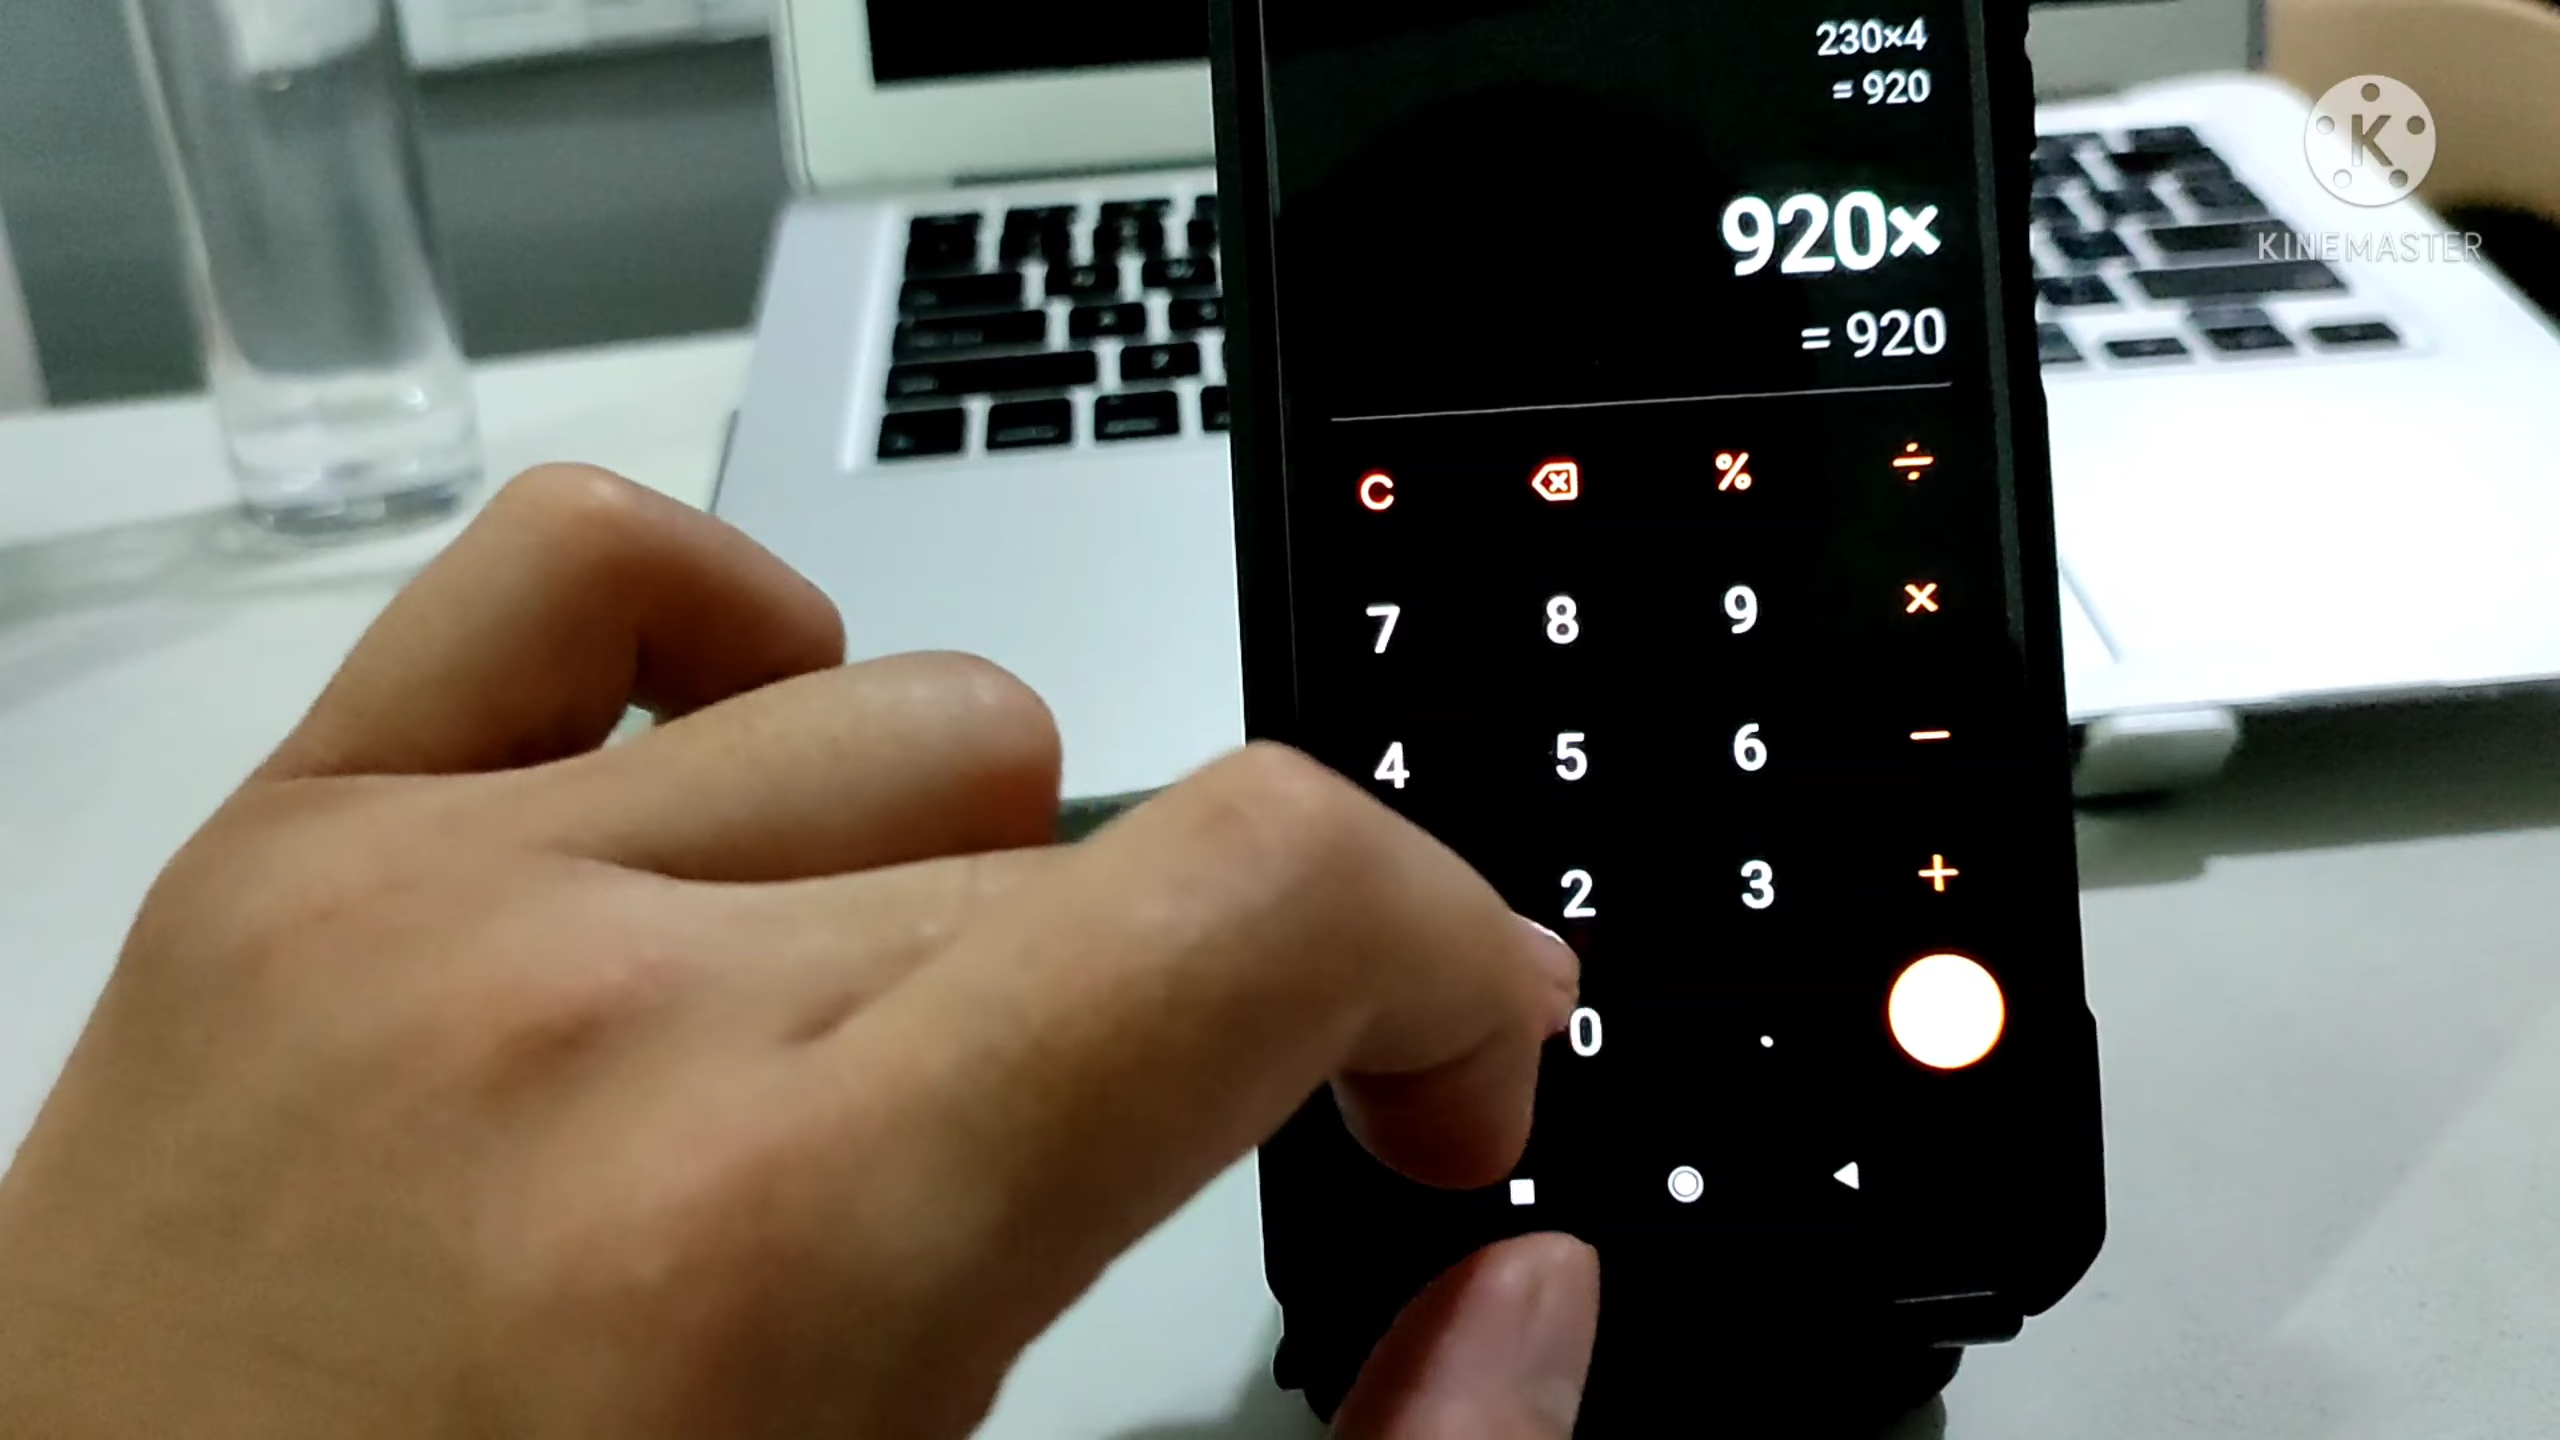 230×4
= 920
920×
= 920
C % ÷
7 8 9 ×
4 5 6 −
2 3 +
0 .
K
KINEMASTER